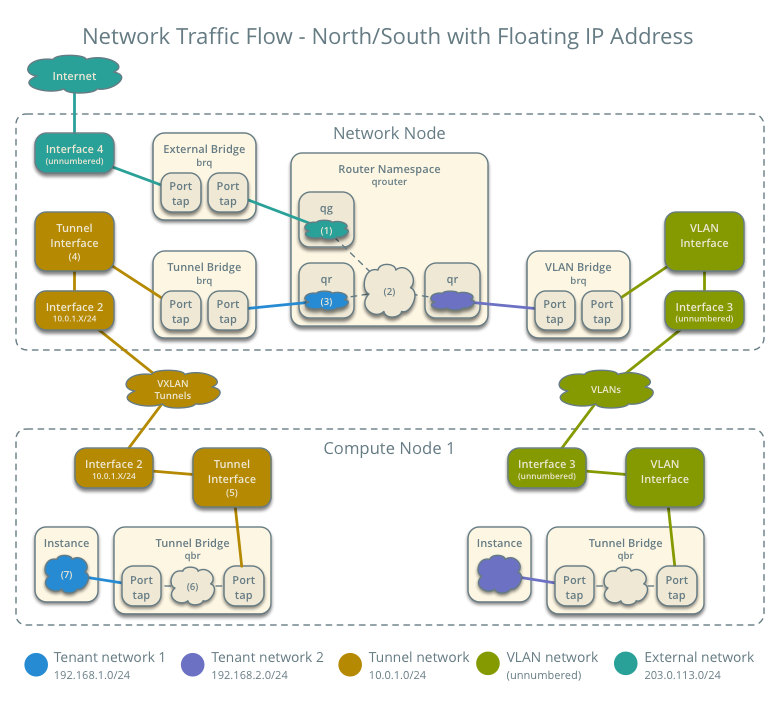 Network Traffic Flow - North/South with Floating IP Address
Internet
Network Node
Interface 4
(unnumbered)
External Bridge
brq
Port
tap
Port
tap
Router Namespace
qrouter
qg
(1)
qr
(3)
(2)
qr
Tunnel
Interface
(4)
Interface 2
10.0.1.X/24
Tunnel Bridge
brq
Port
tap
Port
tap
VLAN Bridge
brq
Port
tap
Port
tap
VLAN
Interface
Interface 3
(unnumbered)
VXLAN
Tunnels
VLANs
Compute Node 1
Interface 2
10.0.1.X/24
Tunnel
Interface
(5)
Interface 3
(unnumbered)
VLAN
Interface
Instance
(7)
Tunnel Bridge
qbr
Port
tap
(6)
Port
tap
Instance
Tunnel Bridge
qbr
Port
tap
Port
tap
Tenant network 1
192.168.1.0/24
Tenant network 2
192.168.2.0/24
Tunnel network
10.0.1.0/24
VLAN network
(unnumbered)
External network
203.0.113.0/24